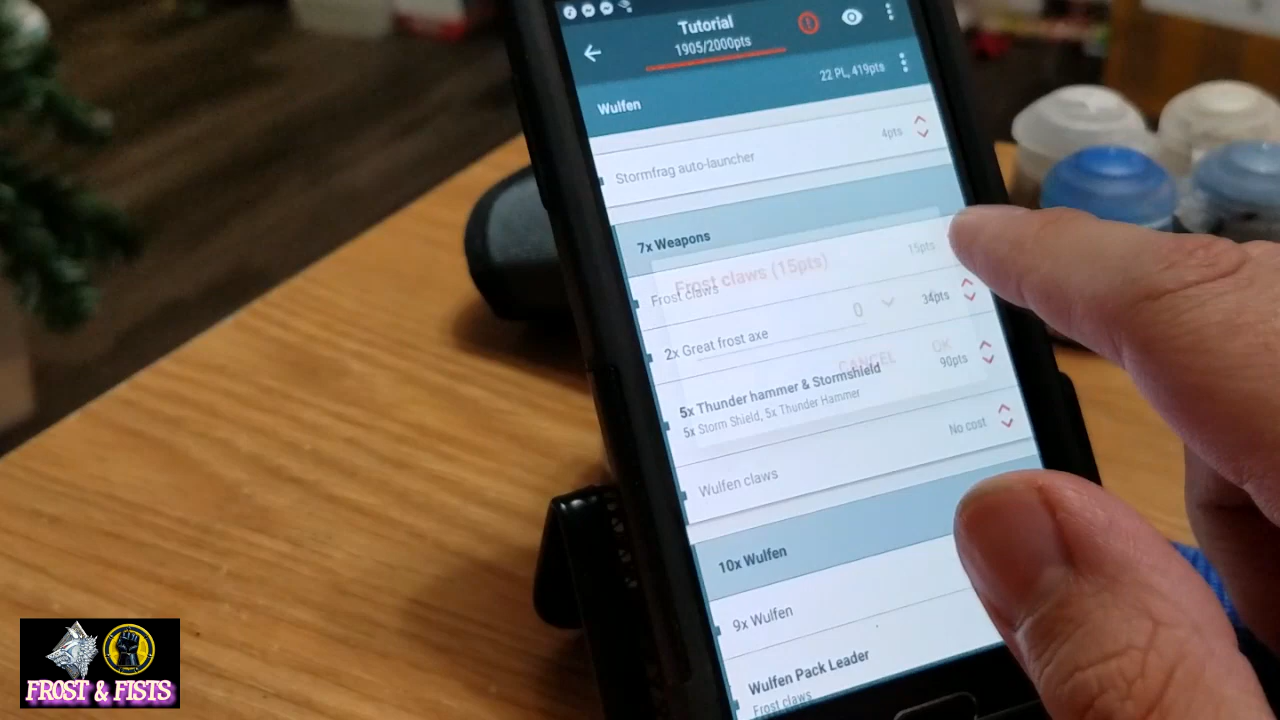 Tutorial
1905/2000pts
22 PL, 419pts
Wulfen
4pts
Stormfrag auto-launcher
7x Weapons
15pts
Frost claws (15pts)
Frost claws
0
34pts
2x Great frost axe
CANCEL
OK
90pts
5x Thunder hammer & Stormshield
5x Storm Shield, 5x Thunder Hammer
No cost
Wulfen claws
10x Wulfen
9x Wulfen
Wulfen Pack Leader
Frost claws
FROST & FISTS